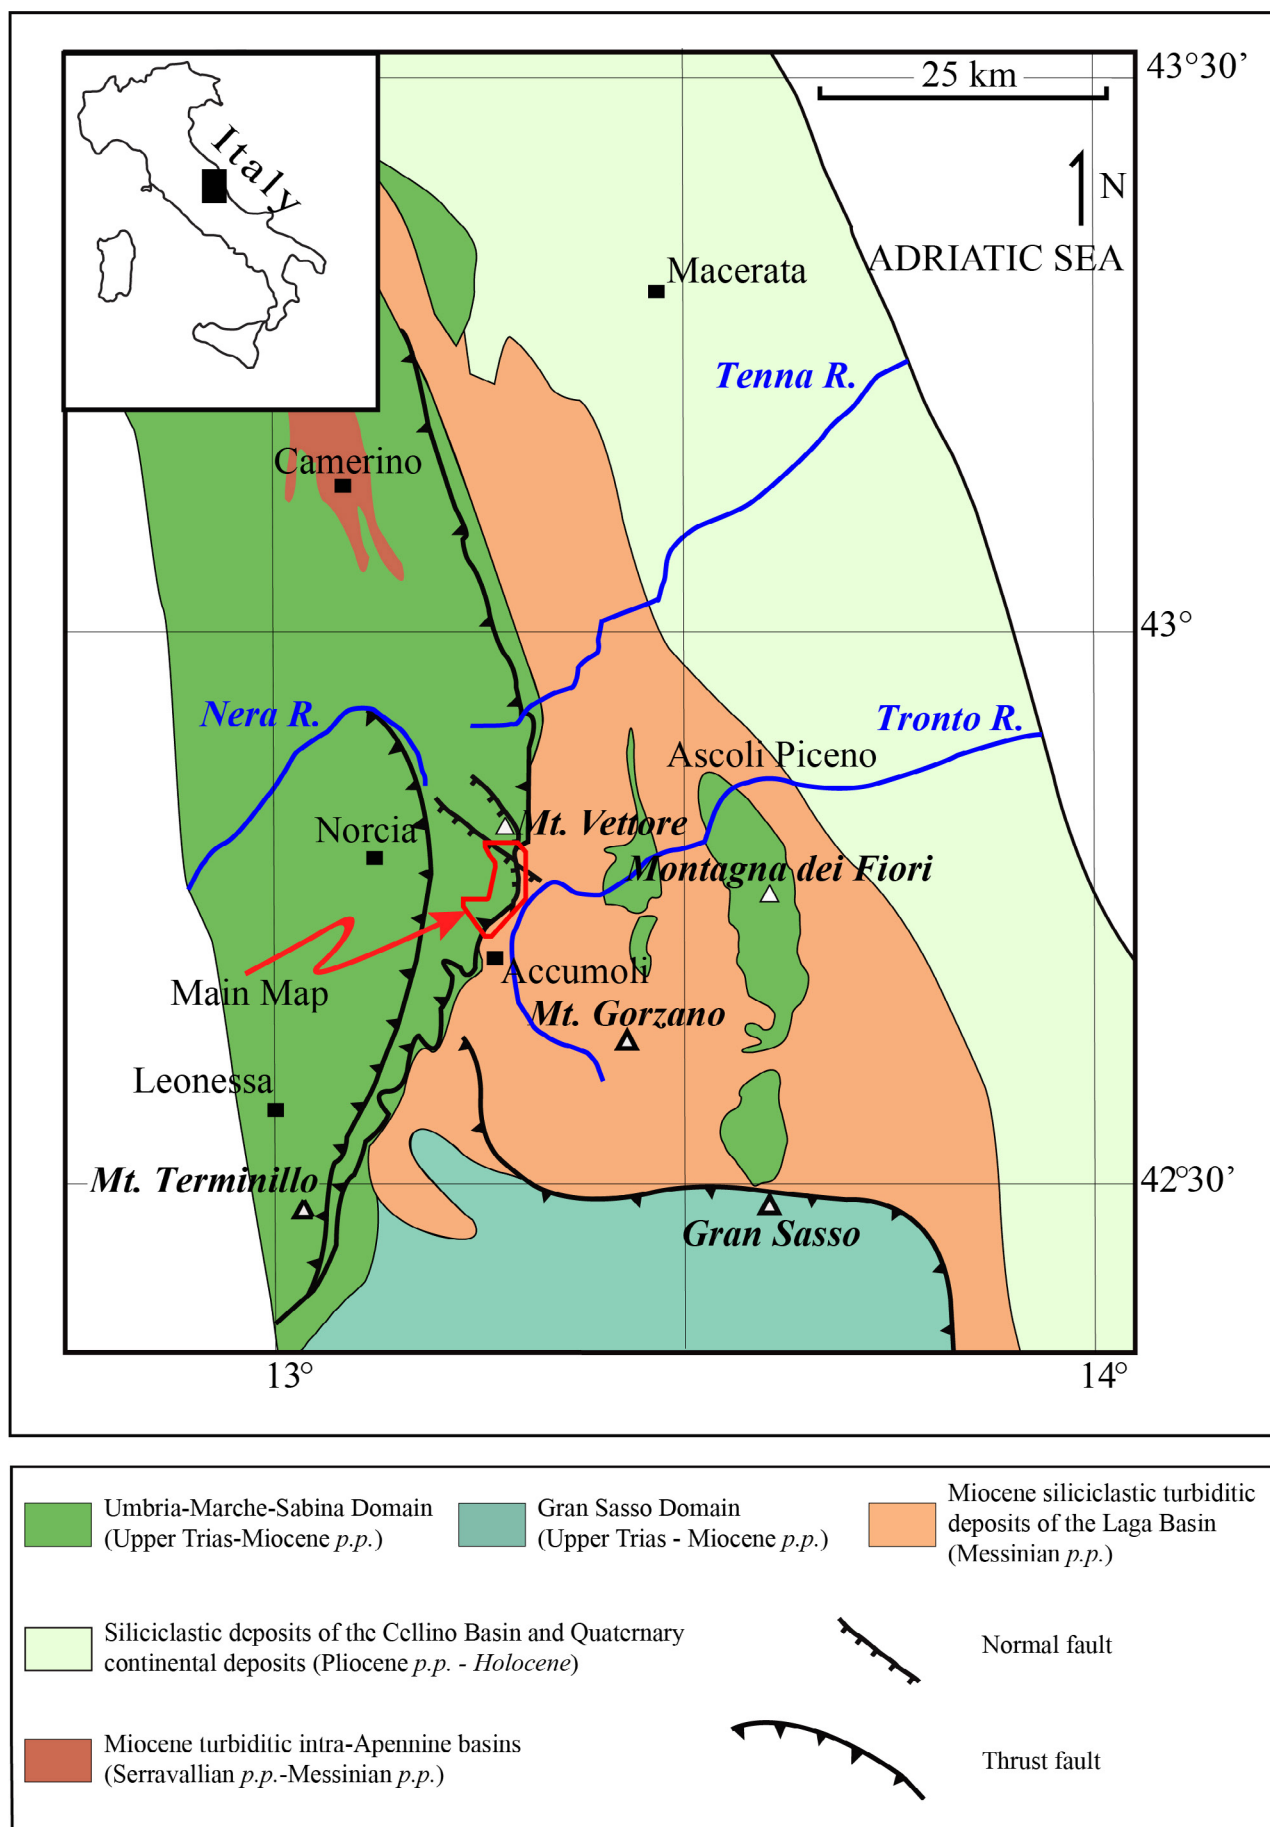 43°30’
25 km
Italy
N
ADRIATIC SEA
Macerata
Tenna R.
Camerino
43°
Nera R.
Tronto R.
Ascoli Piceno
Norcia
Mt. Vettore
Montagna dei Fiori
Main Map
Accumoli
Mt. Gorzano
Leonessa
Mt. Terminillo
42°30’
Gran Sasso
13°
14°
Umbria-Marche-Sabina Domain
(Upper Trias-Miocene p.p.)
Gran Sasso Domain
(Upper Trias - Miocene p.p.)
Miocene siliciclastic turbiditic
deposits of the Laga Basin
(Messinian p.p.)
Siliciclastic deposits of the Cellino Basin and Quaternary
continental deposits (Pliocene p.p. - Holocene)
Normal fault
Miocene turbiditic intra-Apennine basins
(Serravallian p.p.-Messinian p.p.)
Thrust fault